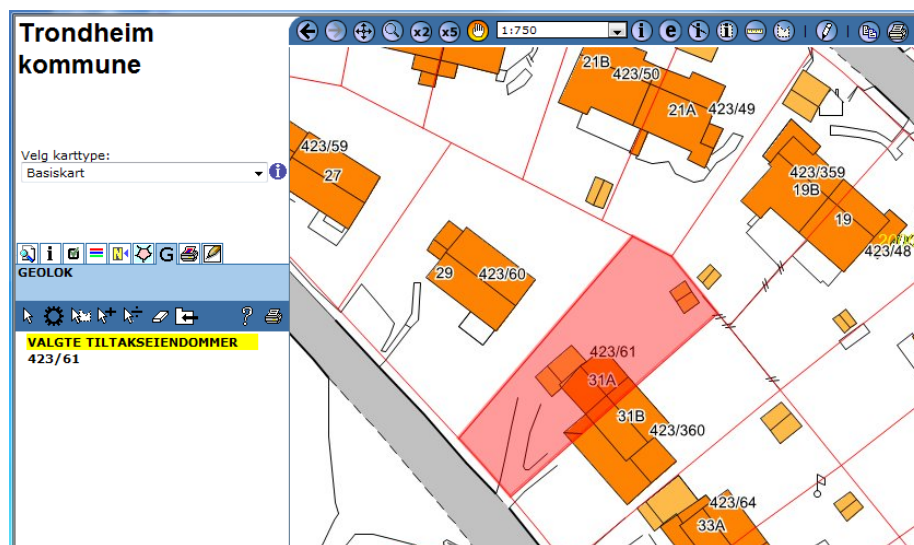 Trondheim
kommune
x2
x5
1:750
i
e
i
i
Velg karttype:
Basiskart
i
i
N
G
GEOLOK
?
VALGTE TILTAKSEIENDOMMER
423/61
21B
423/50
21A
423/49
423/59
27
423/359
19B
19
423/48
29
423/60
423/61
31A
31B
423/360
423/64
33A